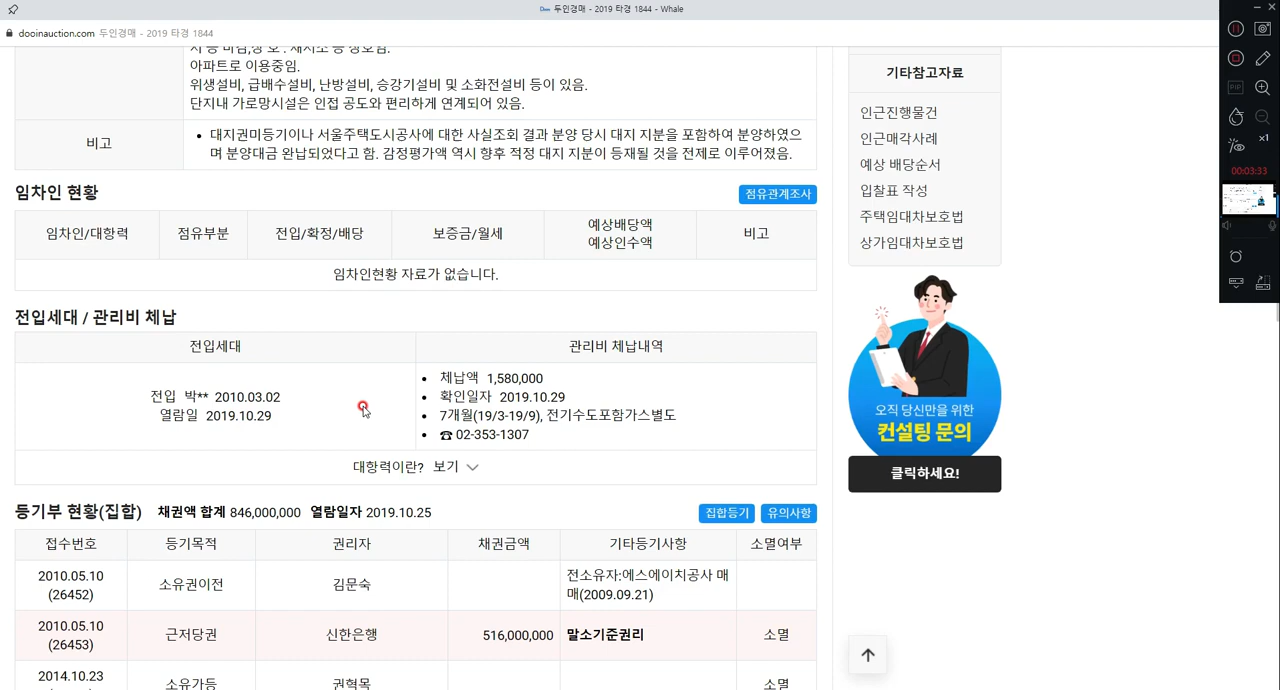 두인경매 - 2019 타경 1844 - Whale
dooinauction.com 두인경매 - 2019 타경 1844
아파트로 이용중임.
위생설비, 급배수설비, 난방설비, 승강기설비 및 소화전설비 등이 있음.
단지내 가로망시설은 인접 공도와 편리하게 연계되어 있음.
비고
• 대지권미등기이나 서울주택도시공사에 대한 사실조회 결과 분양 당시 대지 지분을 포함하여 분양하였으
며 분양대금 완납되었다고 함. 감정평가액 역시 향후 적정 대지 지분이 등재될 것을 전제로 이루어졌음.
임차인 현황
점유관계조사
임차인/대항력 점유부분 전입/확정/배당 보증금/월세 예상배당액 비고
예상인수액
임차인현황 자료가 없습니다.
전입세대 / 관리비 체납
전입세대 관리비 체납내역
전입 박** 2010.03.02
열람일 2019.10.29
• 체납액 1,580,000
• 확인일자 2019.10.29
• 7개월(19/3-19/9), 전기수도포함가스별도
• ☎ 02-353-1307
대항력이란? 보기
등기부 현황(집합) 채권액 합계 846,000,000 열람일자 2019.10.25
집합등기 유의사항
접수번호 등기목적 권리자 채권금액 기타등기사항 소멸여부
2010.05.10
(26452)
소유권이전 김문숙
전소유자:에스에이치공사 매
매(2009.09.21)
2010.05.10
(26453)
근저당권 신한은행 516,000,000 말소기준권리 소멸
2014.10.23
소유가등 권혁목 소멸
기타참고자료
인근진행물건
인근매각사례
예상 배당순서
입찰표 작성
주택임대차보호법
상가임대차보호법
오직 당신만을 위한
컨설팅 문의
클릭하세요!
PIP
x1
00:03:33